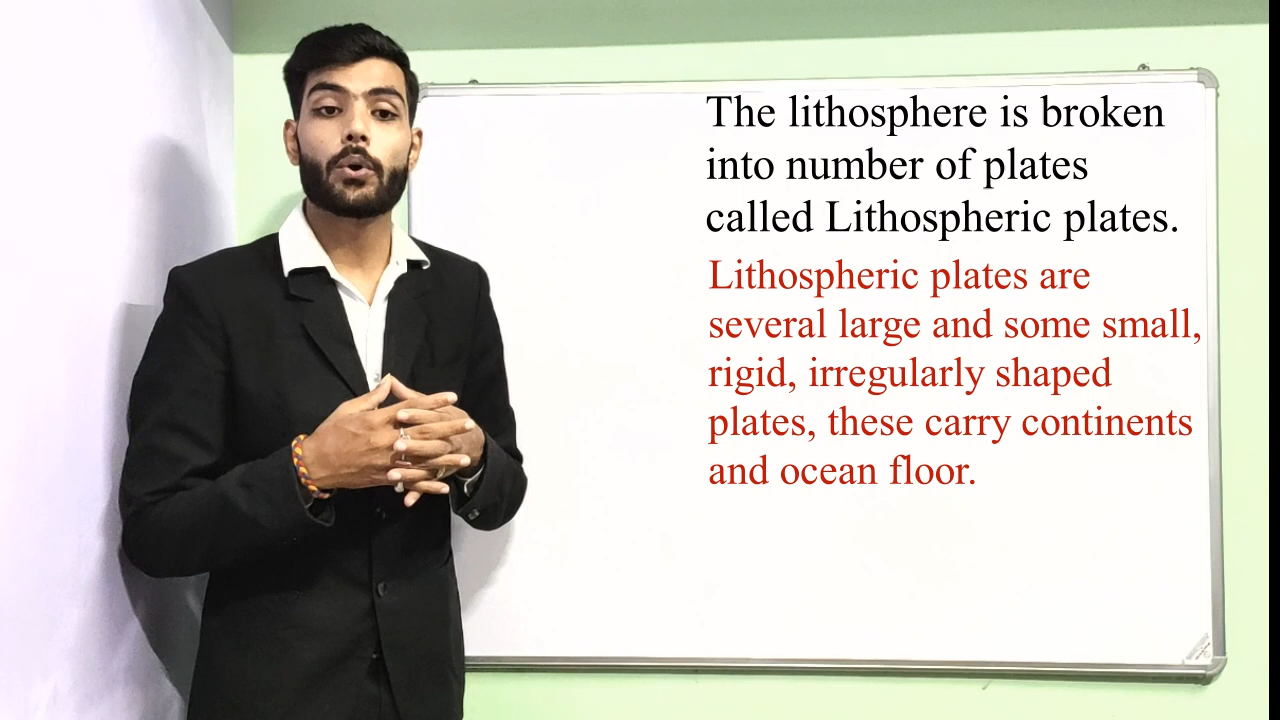 The lithosphere is broken
into number of plates
called Lithospheric plates.
Lithospheric plates are
several large and some small,
rigid, irregularly shaped
plates, these carry continents
and ocean floor.